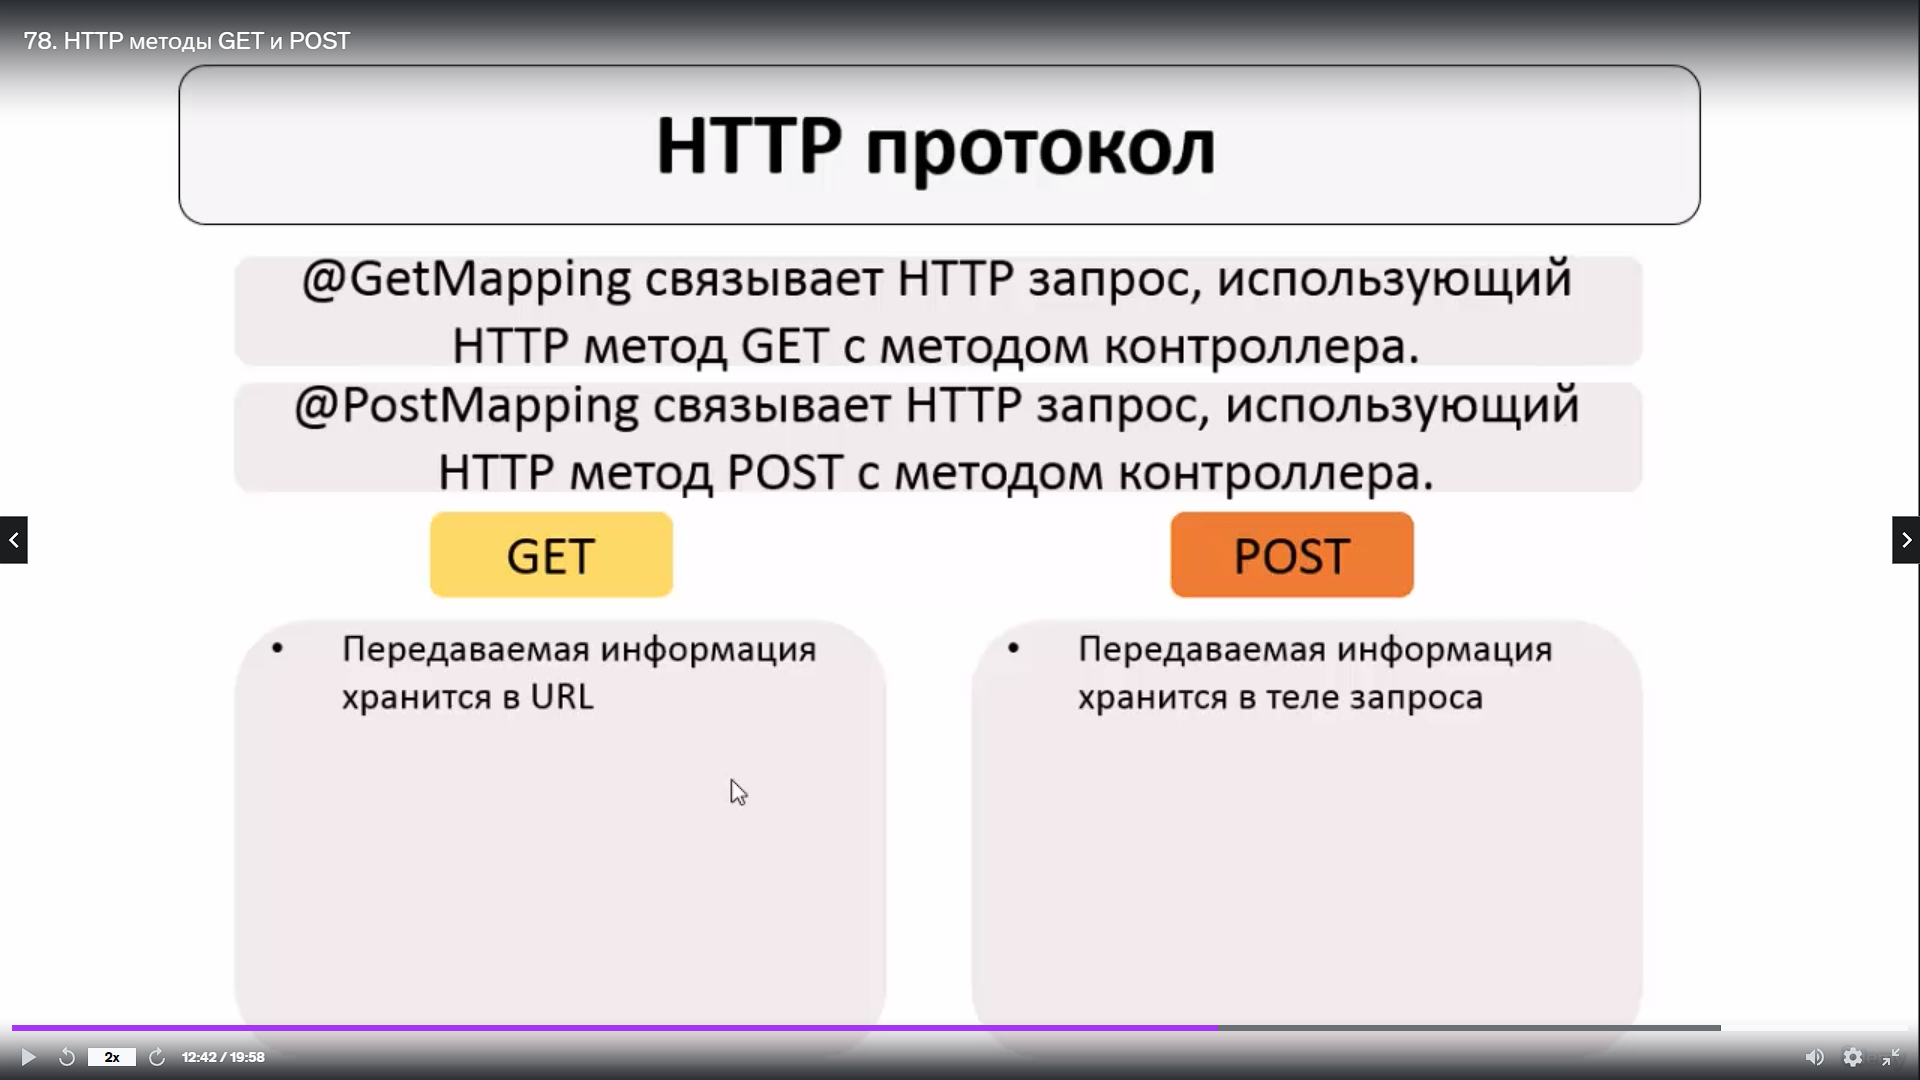 78. HTTP методы GET и POST
HTTP протокол
@GetMapping связывает HTTP запрос, использующий
HTTP метод GET с методом контроллера.
@PostMapping связывает HTTP запрос, использующий
HTTP метод POST с методом контроллера.
GET
POST
• Передаваемая информация
хранится в URL
• Передаваемая информация
хранится в теле запроса
2x
12:42 / 19:58